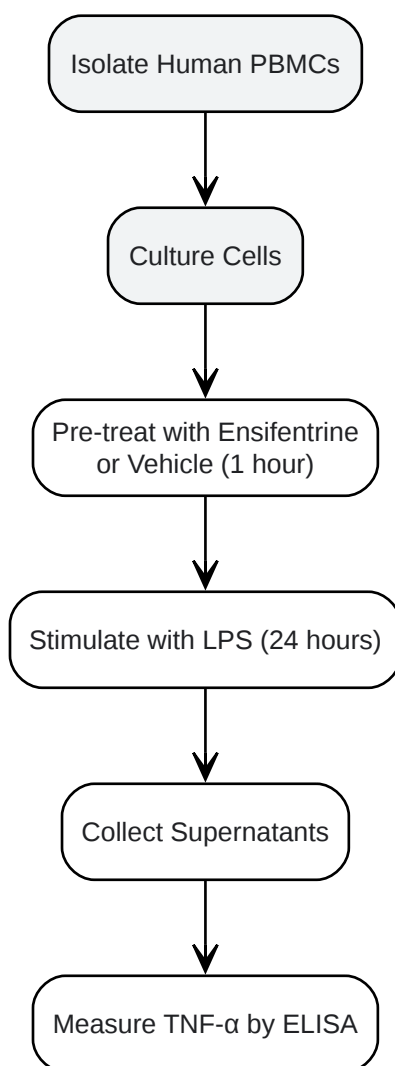 Isolate Human PBMCs
Culture Cells
Pre-treat with Ensifentrine
or Vehicle (1 hour)
Stimulate with LPS (24 hours)
Collect Supernatants
Measure TNF-α by ELISA